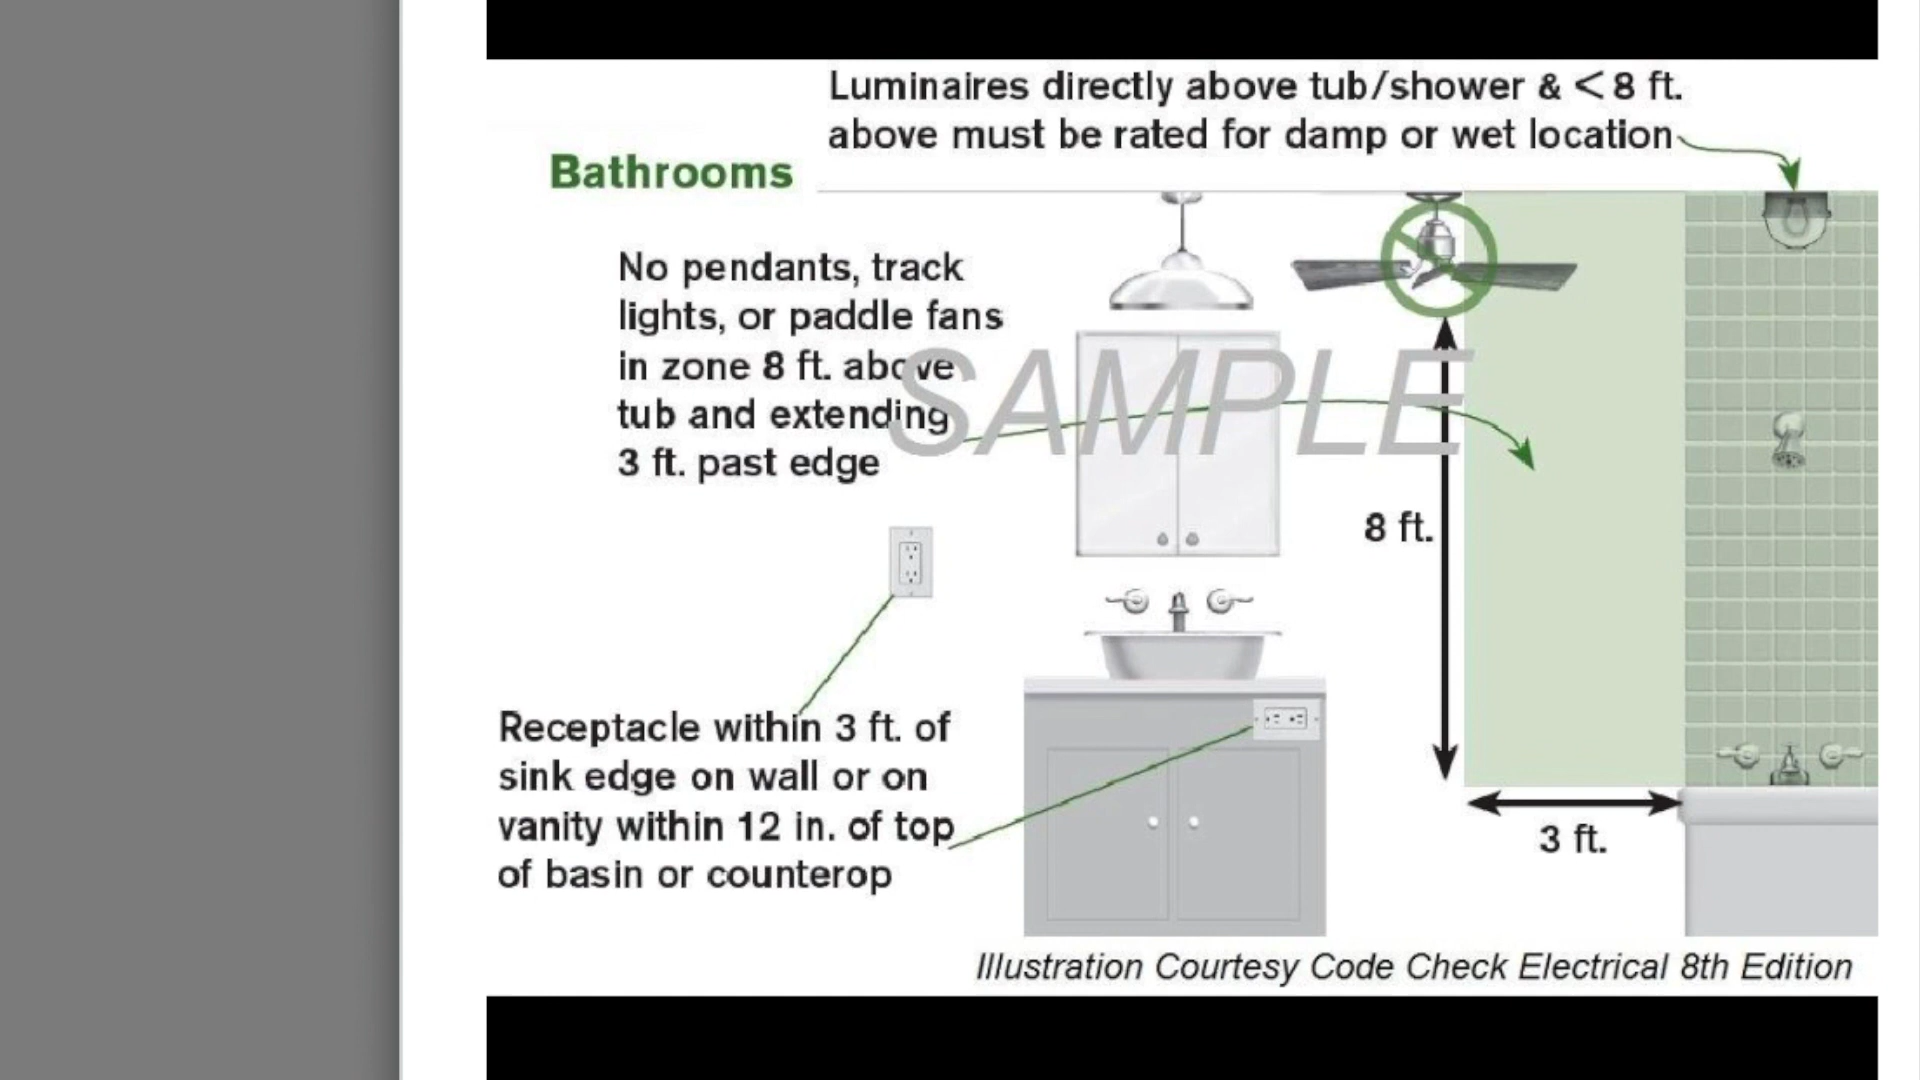 Luminaires directly above tub/shower & < 8 ft.
above must be rated for damp or wet location
Bathrooms
No pendants, track
lights, or paddle fans
in zone 8 ft. above
tub and extending
3 ft. past edge
SAMPLE
8 ft.
3 ft.
Receptacle within 3 ft. of
sink edge on wall or on
vanity within 12 in. of top
of basin or counterop
Illustration Courtesy Code Check Electrical 8th Edition